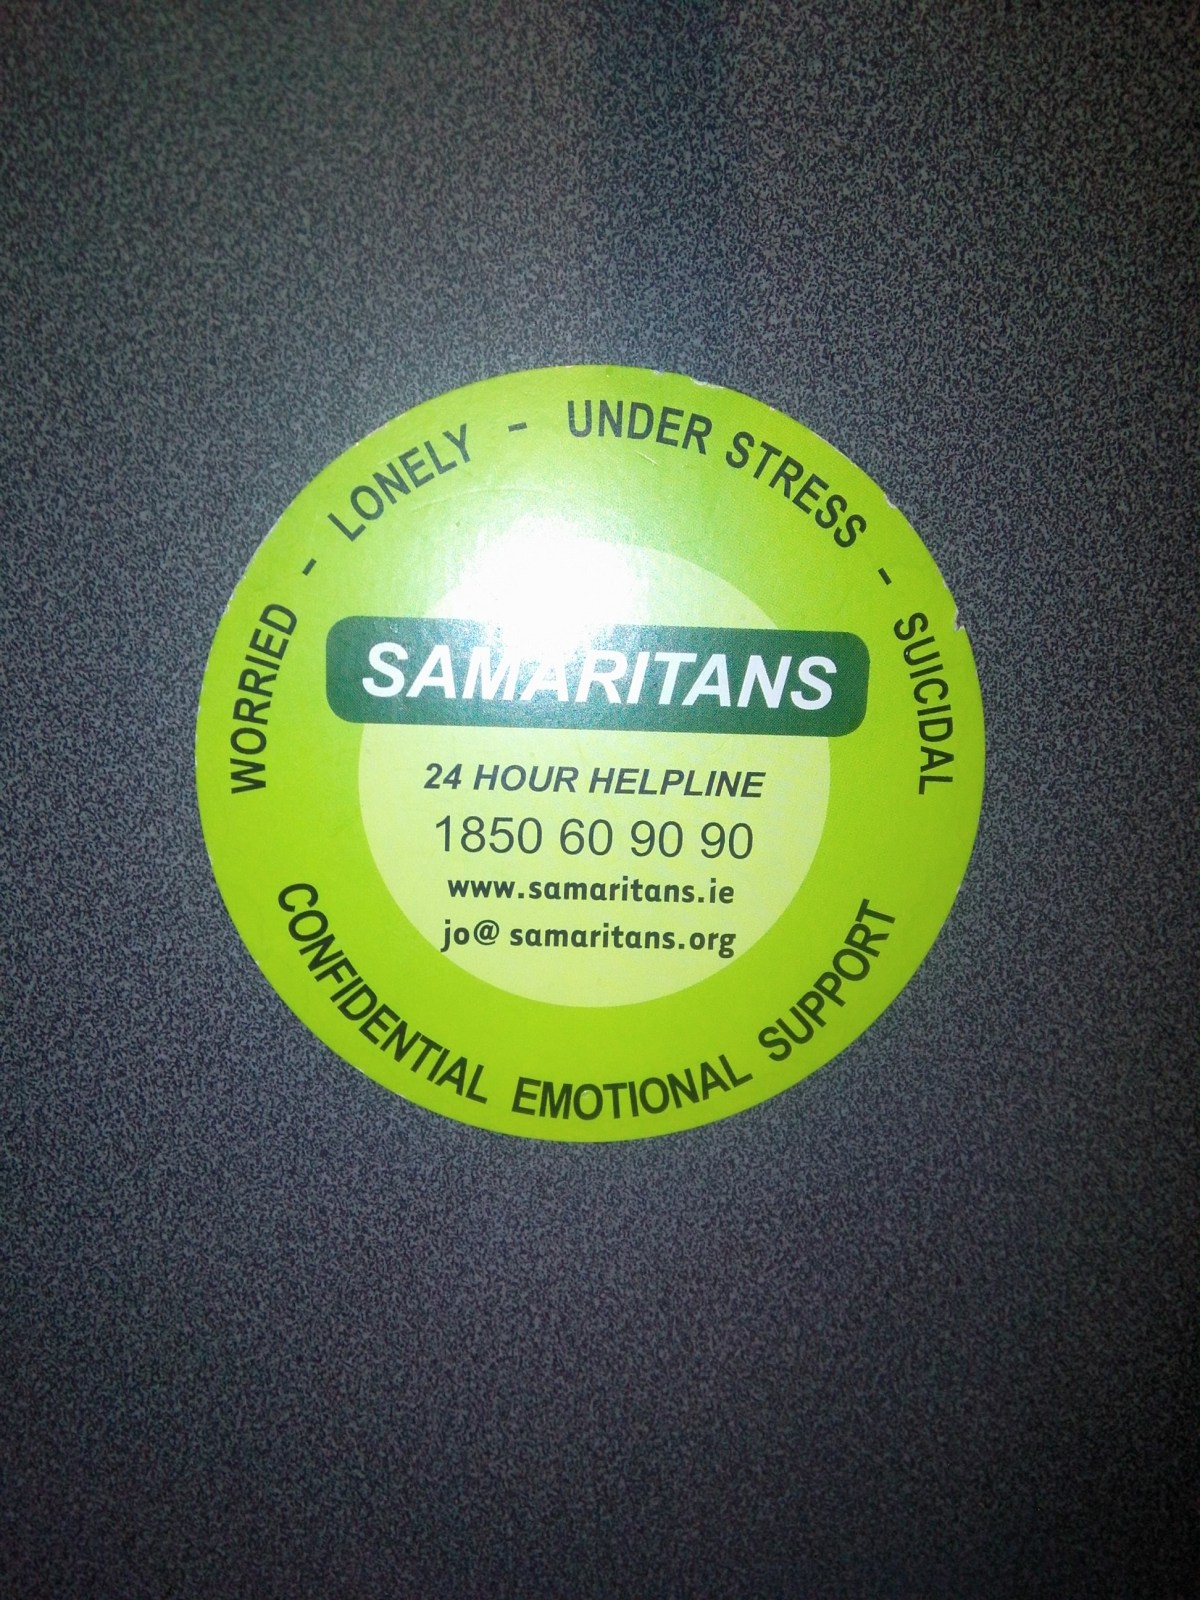 WORRIED - LONELY - UNDER STRESS - SUICIDAL
SAMARITANS
24 HOUR HELPLINE
1850 60 90 90
www.samaritans.ie
jo@ samaritans.org
CONFIDENTIAL EMOTIONAL SUPPORT